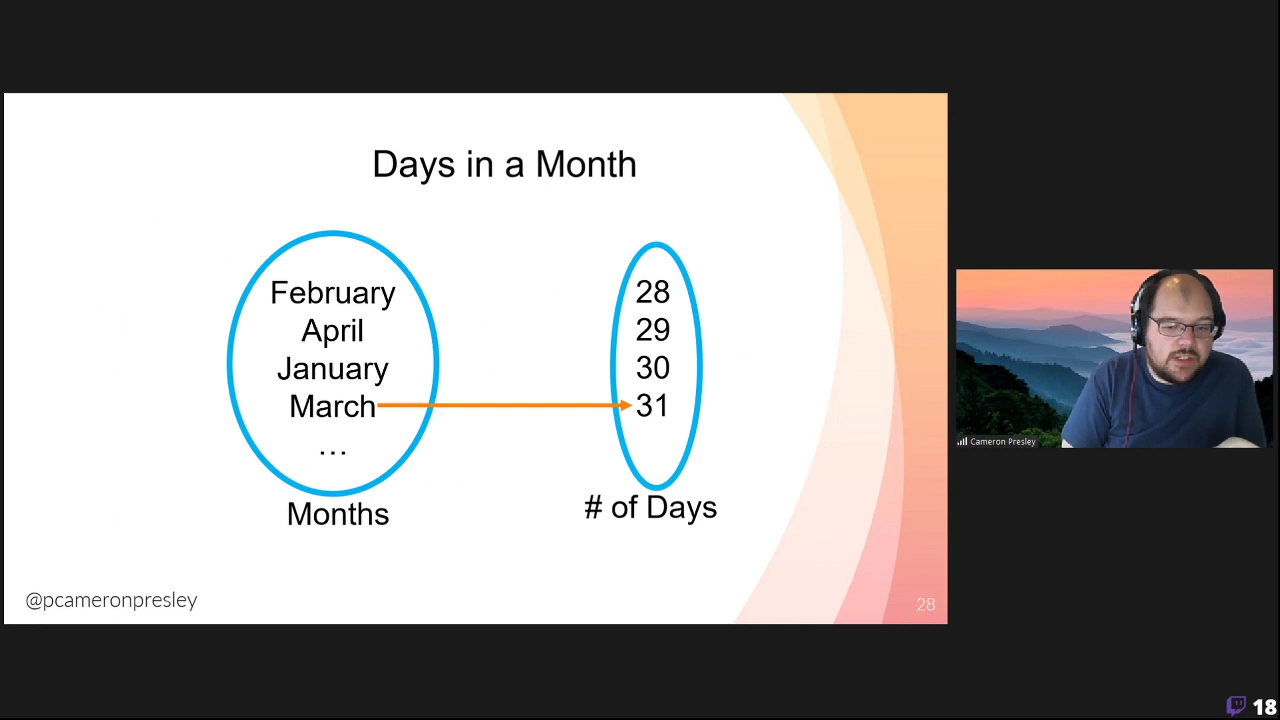 Days in a Month
February
April
January
March
...
Months
28
29
30
31
# of Days
@pcameronpresley
28
Cameron Presley
18